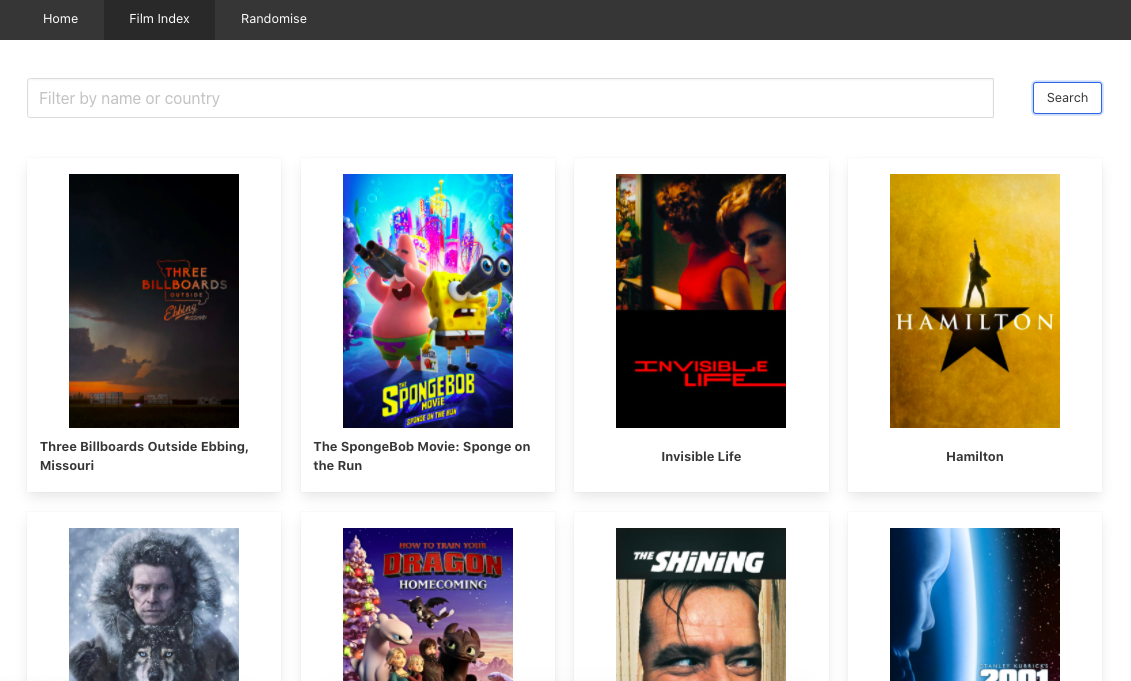 Home Film Index Randomise
Filter by name or country Search
THREE
BILLBOARDS
OUTSIDE
Ebbing
MISSOURI
THE
SPONGEBOB
MOVIE
SPONGE ON THE RUN
INVISIBLE
LIFE
HAMILTON
Three Billboards Outside Ebbing,
Missouri
The SpongeBob Movie: Sponge on
the Run
Invisible Life
Hamilton
HOW TO TRAIN YOUR
DRAGON
HOMECOMING
THE SHiNiNG
STANLEY KUBRICK'S
2001